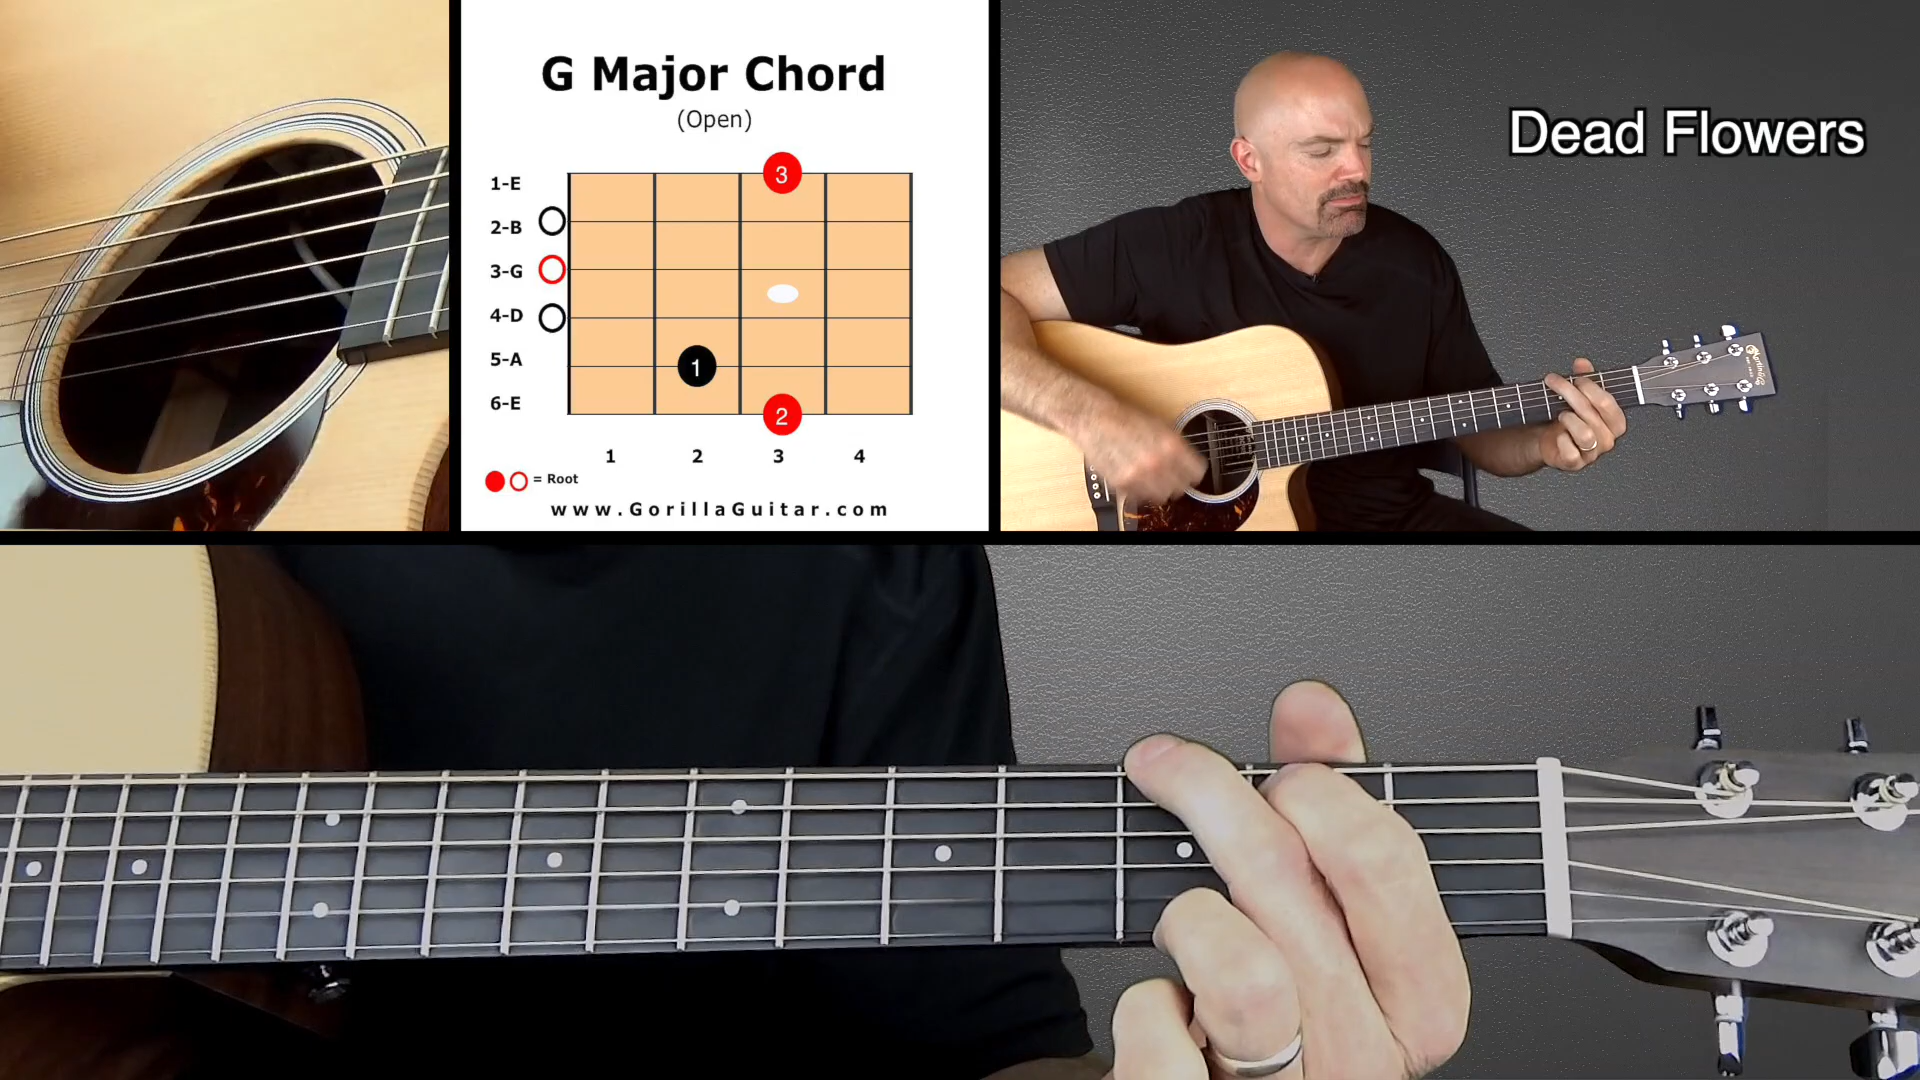 G Major Chord
(Open)
1-E
2-B
3-G
4-D
5-A
6-E
3
1
2
1 2 3 4
= Root
www.GorillaGuitar.com
Dead Flowers